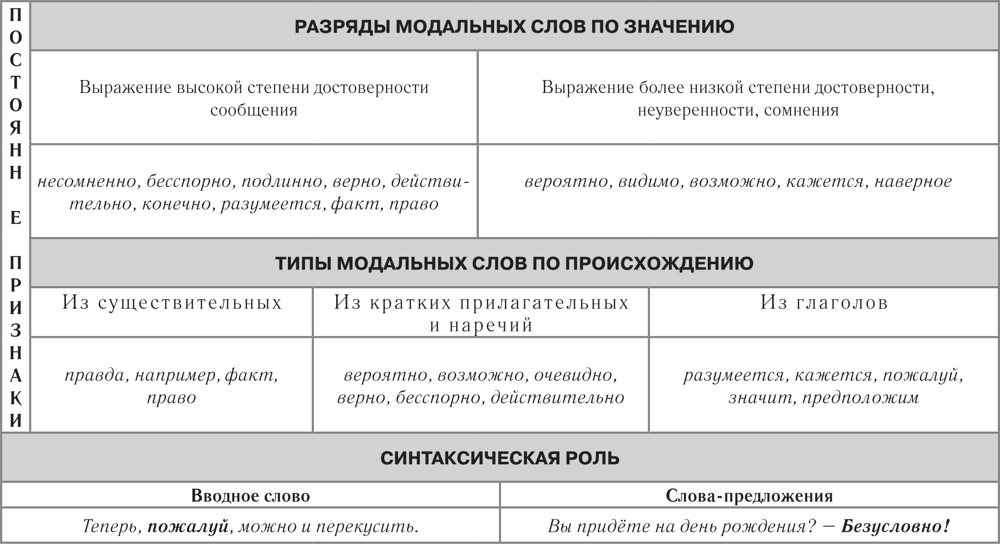 ПОСТОЯНН Е ПРИЗНАКИ
РАЗРЯДЫ МОДАЛЬНЫХ СЛОВ ПО ЗНАЧЕНИЮ
Выражение высокой степени достоверности
сообщения
Выражение более низкой степени достоверности,
неуверенности, сомнения
несомненно, бесспорно, подлинно, верно, действи-
тельно, конечно, разумеется, факт, право
вероятно, видимо, возможно, кажется, наверное
ТИПЫ МОДАЛЬНЫХ СЛОВ ПО ПРОИСХОЖДЕНИЮ
Из существительных
Из кратких прилагательных
и наречий
Из глаголов
правда, например, факт,
право
вероятно, возможно, очевидно,
верно, бесспорно, действительно
разумеется, кажется, пожалуй,
значит, предположим
СИНТАКСИЧЕСКАЯ РОЛЬ
Вводное слово
Слова-предложения
Теперь, пожалуй, можно и перекусить.
Вы придёте на день рождения? — Безусловно!